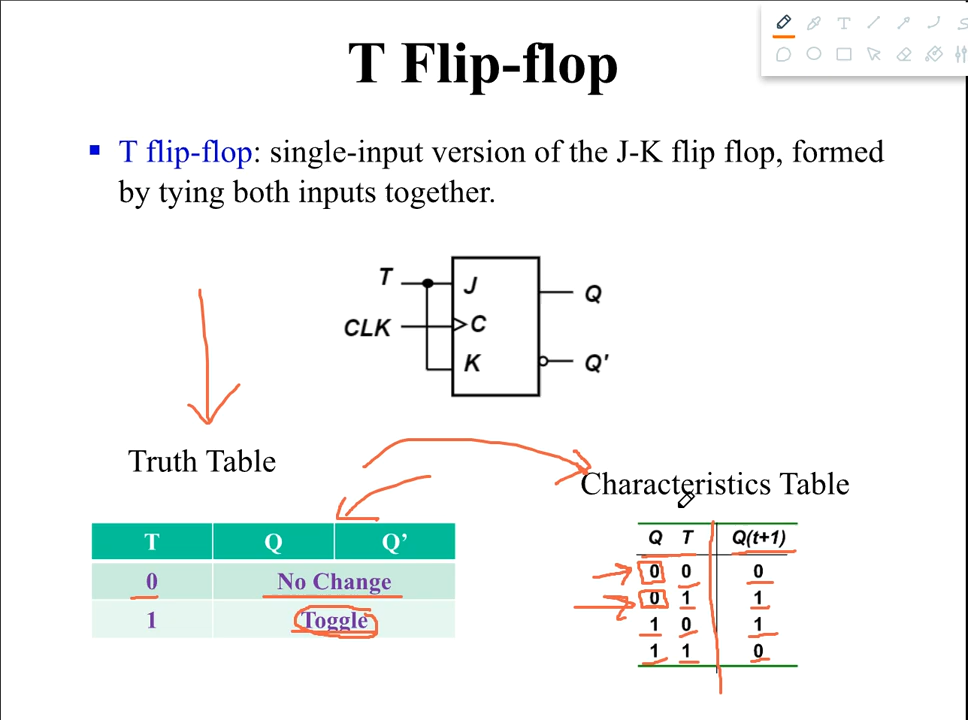 T Flip-flop
▪ T flip-flop: single-input version of the J-K flip flop, formed
by tying both inputs together.
T J Q
CLK C
K Q'
Truth Table
Characteristics Table
T Q Q’
0 No Change
1 Toggle
Q T Q(t+1)
0 0 0
0 1 1
1 0 1
1 1 0